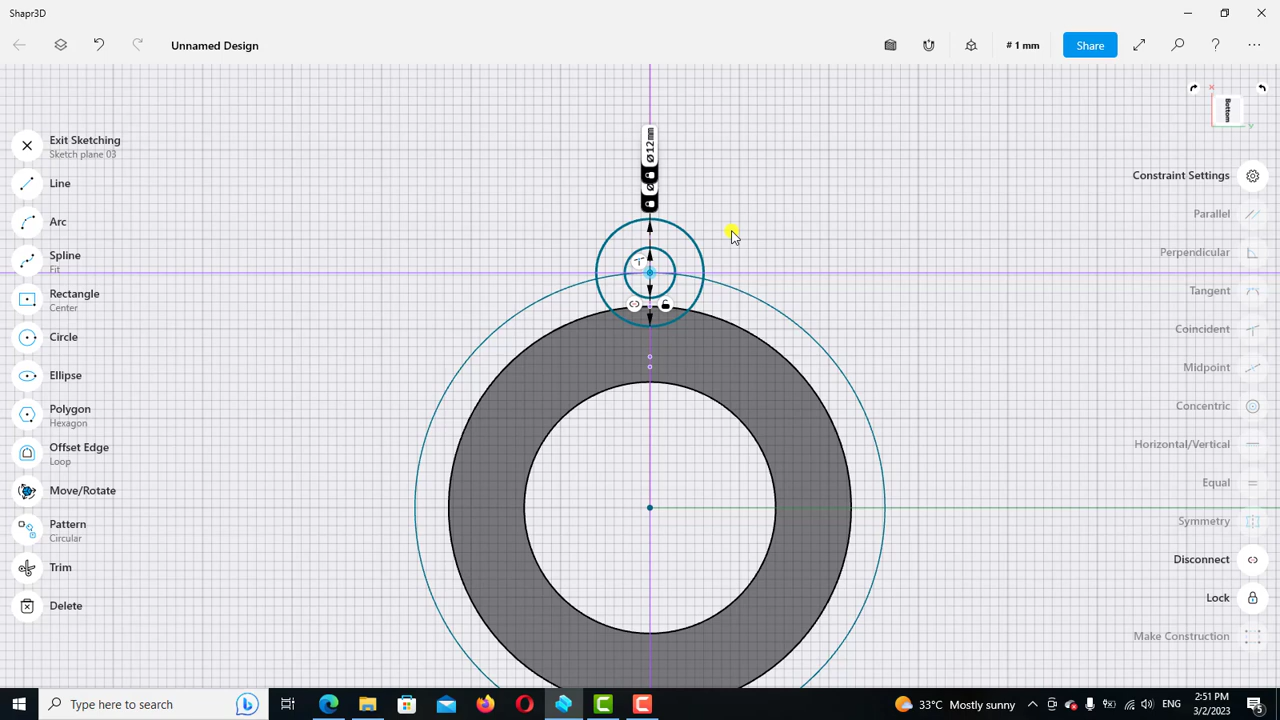 Shapr3D
Unnamed Design
# 1 mm
Share
Bottom
Exit Sketching
Sketch plane 03
Line
Arc
Spline
Fit
Rectangle
Center
Circle
Ellipse
Polygon
Hexagon
Offset Edge
Loop
Move/Rotate
Pattern
Circular
Trim
Delete
Ø12mm
Constraint Settings
Parallel
Perpendicular
Tangent
Coincident
Midpoint
Concentric
Horizontal/Vertical
Equal
Symmetry
Disconnect
Lock
Make Construction
Type here to search
33°C Mostly sunny
ENG
2:51 PM
3/2/2023